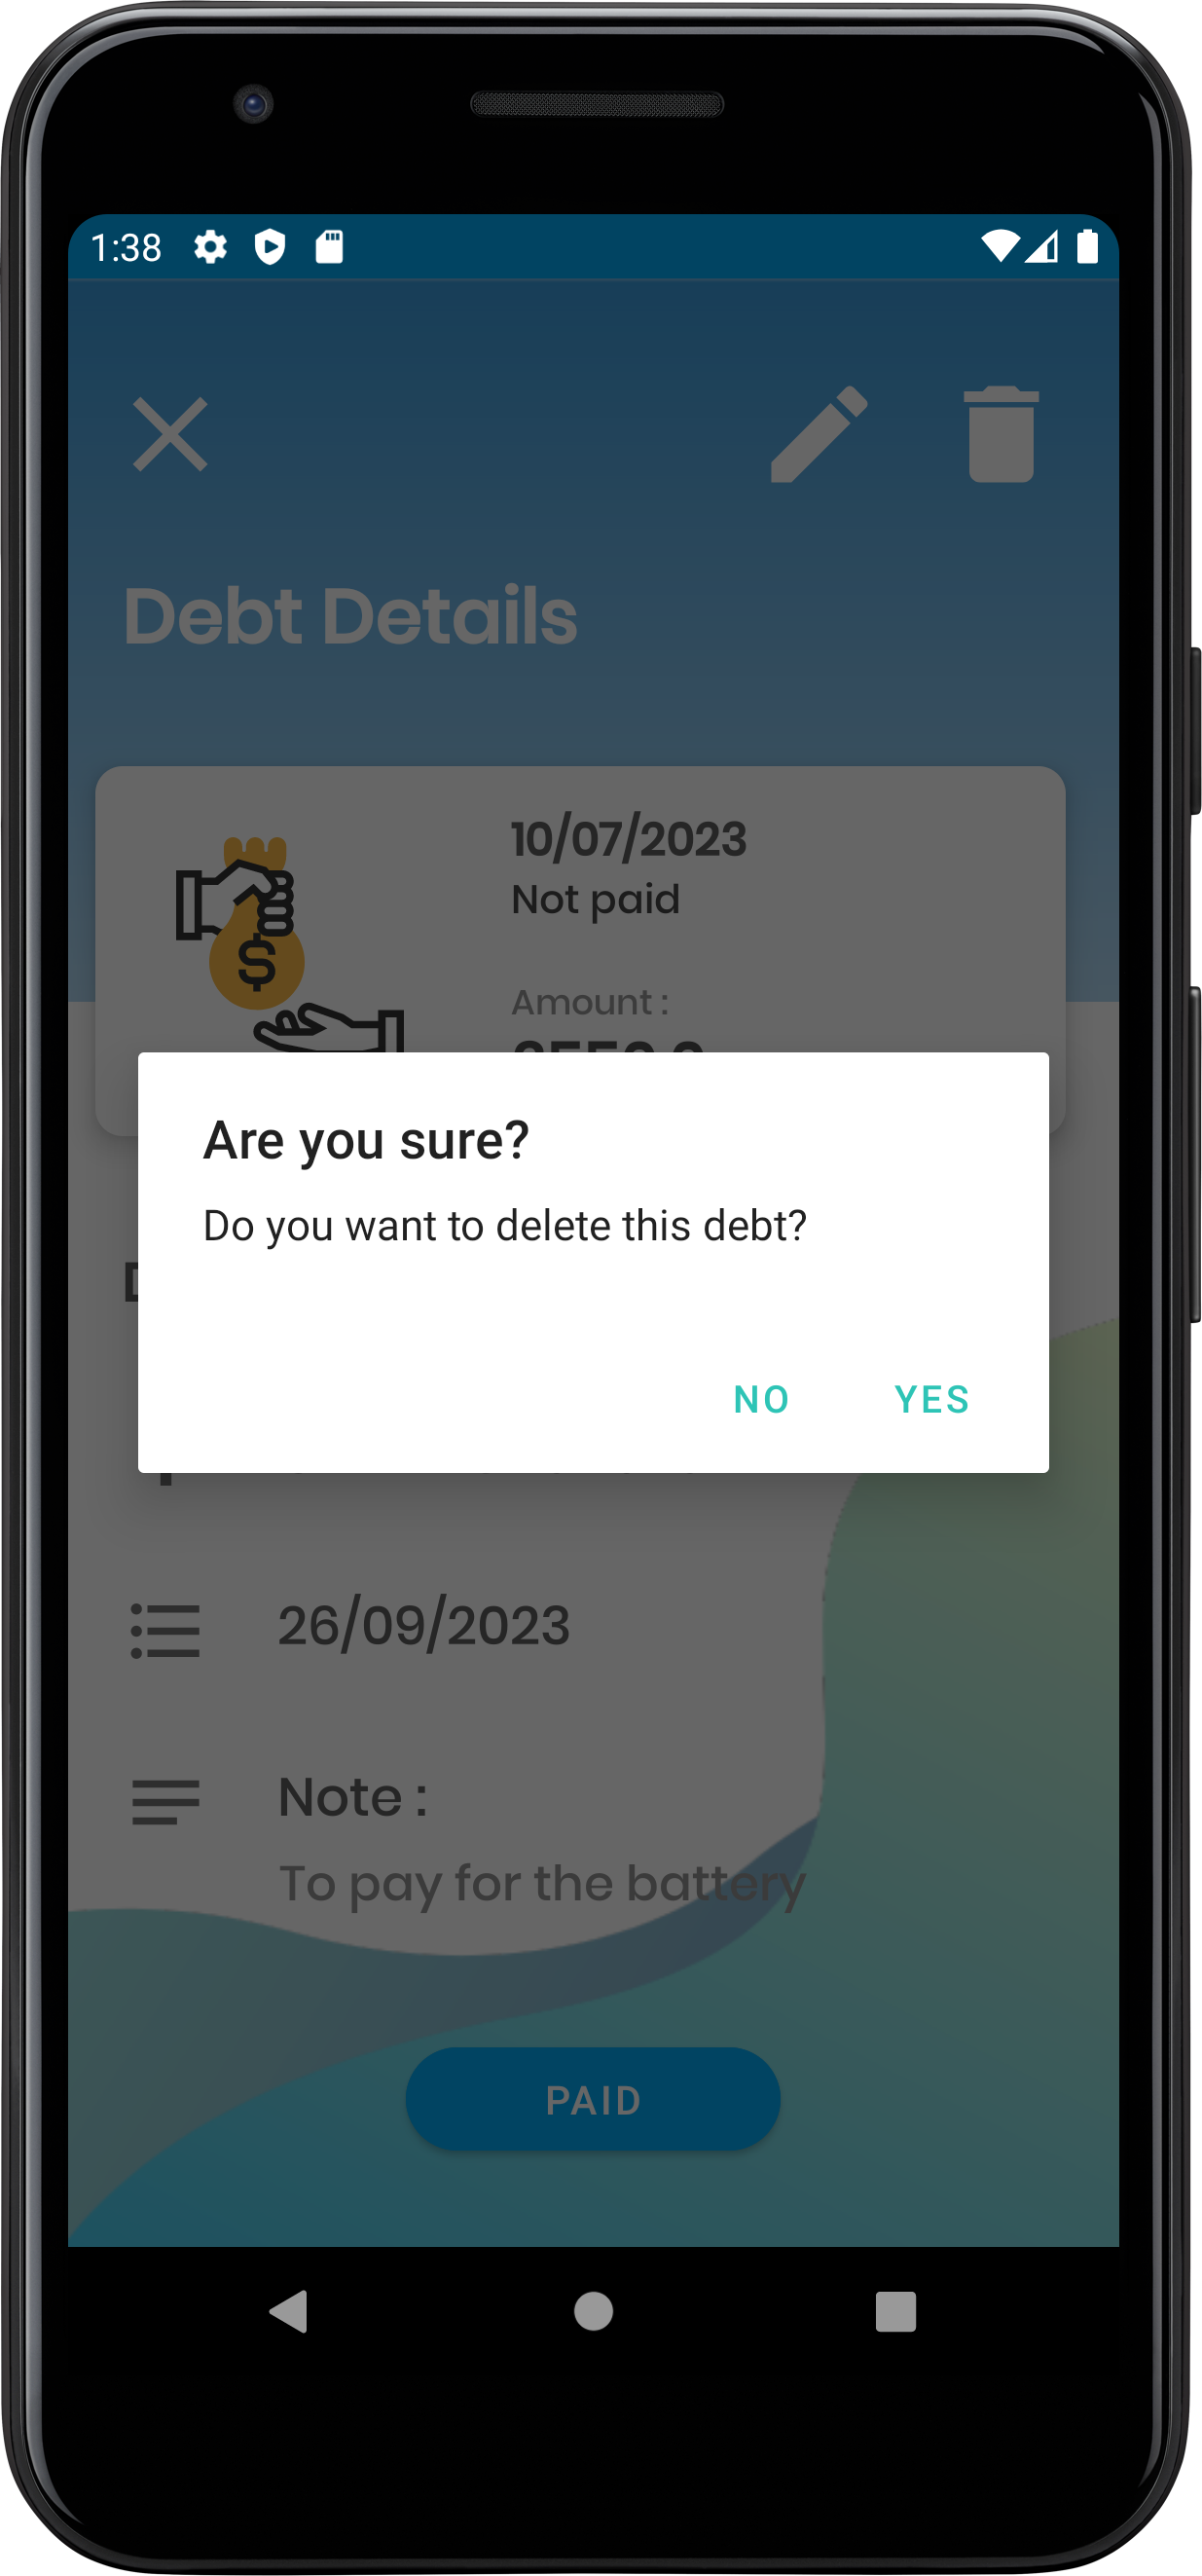 1:38
Debt Details
10/07/2023
Not paid
Amount :
$
Are you sure?
Do you want to delete this debt?
NO
YES
26/09/2023
Note :
To pay for the battery
PAID